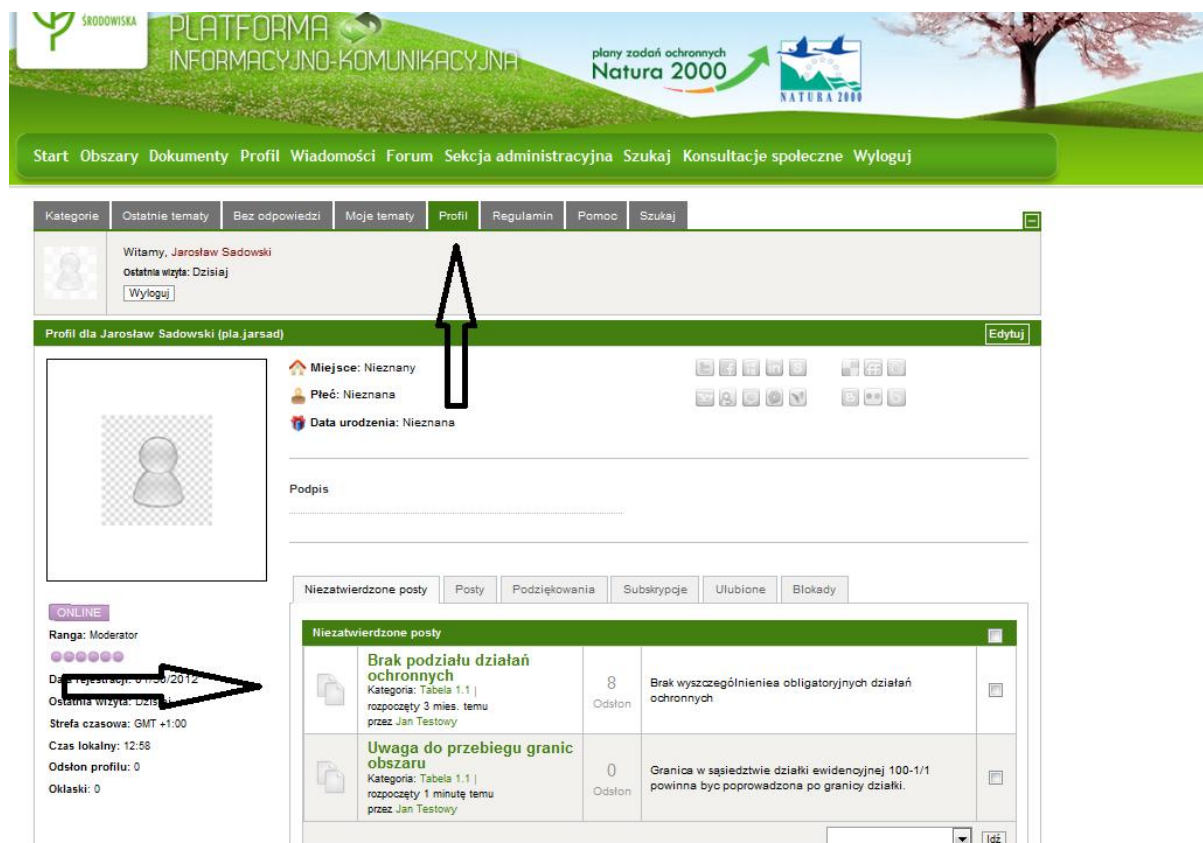 ŚRODOWISKA
PLATFORMA
INFORMACYJNO-KOMUNIKACYJNA
plany zadań ochronnych
Natura 2000
NATURA 2000
Start Obszary Dokumenty Profil Wiadomości Forum Sekcja administracyjna Szukaj Konsultacje społeczne Wyloguj
Kategorie Ostatnie tematy Bez odpowiedzi Moje tematy Profil Regulamin Pomoc Szukaj
Witamy, Jarosław Sadowski
Ostatnia wizyta: Dzisiaj
Wyloguj
Profil dla Jarosław Sadowski (pla.jarsad) Edytuj
Miejsce: Nieznany
Płeć: Nieznana
Data urodzenia: Nieznana
Podpis
Niezatwierdzone posty Posty Podziękowania Subskrypcje Ulubione Blokady
ONLINE
Ranga: Moderator
Data rejestracji: 01/30/2012
Ostatnia wizyta: Dzisiaj
Strefa czasowa: GMT +1:00
Czas lokalny: 12:58
Odsłon profilu: 0
Oklaski: 0
Niezatwierdzone posty
Brak podziału działań
ochronnych
Kategoria: Tabela 1.1 |
rozpoczęty 3 mies. temu
przez Jan Testowy
8
Odsłon
Brak wyszczególnieniea obligatoryjnych działań
ochronnych
Uwaga do przebiegu granic
obszaru
Kategoria: Tabela 1.1 |
rozpoczęty 1 minutę temu
przez Jan Testowy
0
Odsłon
Granica w sąsiedztwie działki ewidencyjnej 100-1/1
powinna byc poprowadzona po granicy działki.
Idź